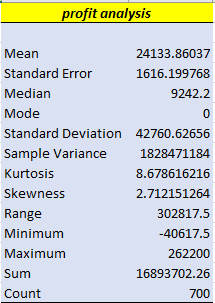 profit analysis
Mean 24133.86037
Standard Error 1616.199768
Median 9242.2
Mode 0
Standard Deviation 42760.62656
Sample Variance 1828471184
Kurtosis 8.678616216
Skewness 2.712151264
Range 302817.5
Minimum -40617.5
Maximum 262200
Sum 16893702.26
Count 700